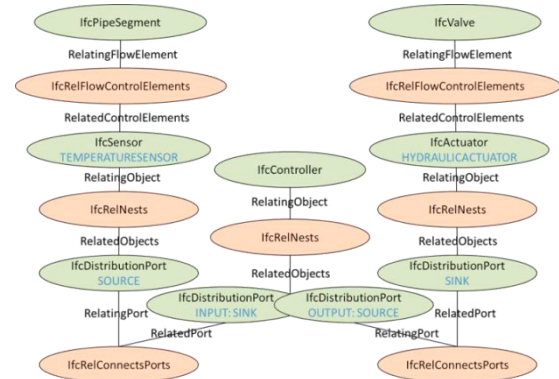 IfcPipeSegment
IfcValve
RelatingFlowElement
RelatingFlowElement
IfcRelFlowControlElements
IfcRelFlowControlElements
RelatedControlElements
RelatedControlElements
IfcSensor
TEMPERATURESENSOR
IfcActuator
HYDRAULICACTUATOR
IfcController
RelatingObject
RelatingObject
RelatingObject
IfcRelNests
IfcRelNests
IfcRelNests
RelatedObjects
RelatedObjects
RelatedObjects
IfcDistributionPort
SOURCE
IfcDistributionPort
SINK
IfcDistributionPort
INPUT: SINK
IfcDistributionPort
OUTPUT: SOURCE
RelatingPort
RelatedPort
RelatedPort
RelatingPort
IfcRelConnectsPorts
IfcRelConnectsPorts